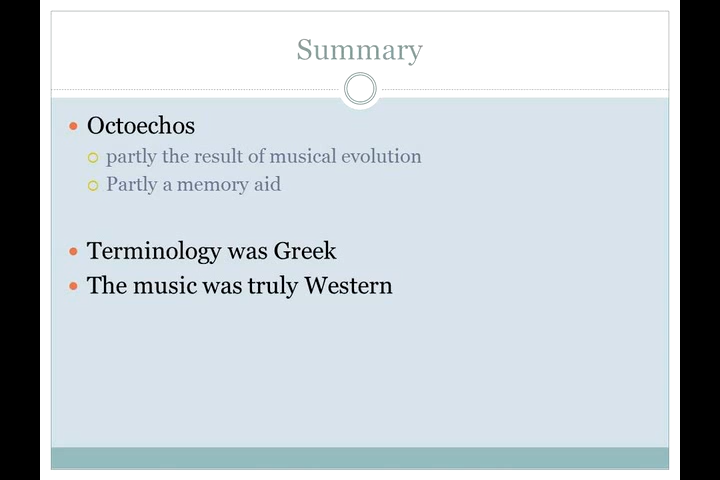 Summary
Octoechos
partly the result of musical evolution
Partly a memory aid
Terminology was Greek
The music was truly Western